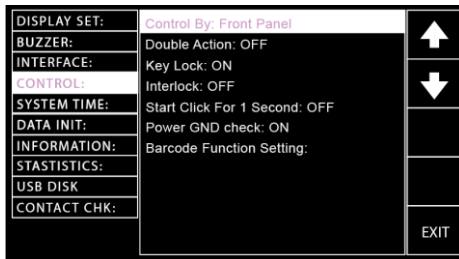 DISPLAY SET:
BUZZER:
INTERFACE:
CONTROL:
SYSTEM TIME:
DATA INIT:
INFORMATION:
STASTISTICS:
USB DISK
CONTACT CHK:
Control By: Front Panel
Double Action: OFF
Key Lock: ON
Interlock: OFF
Start Click For 1 Second: OFF
Power GND check: ON
Barcode Function Setting:
EXIT